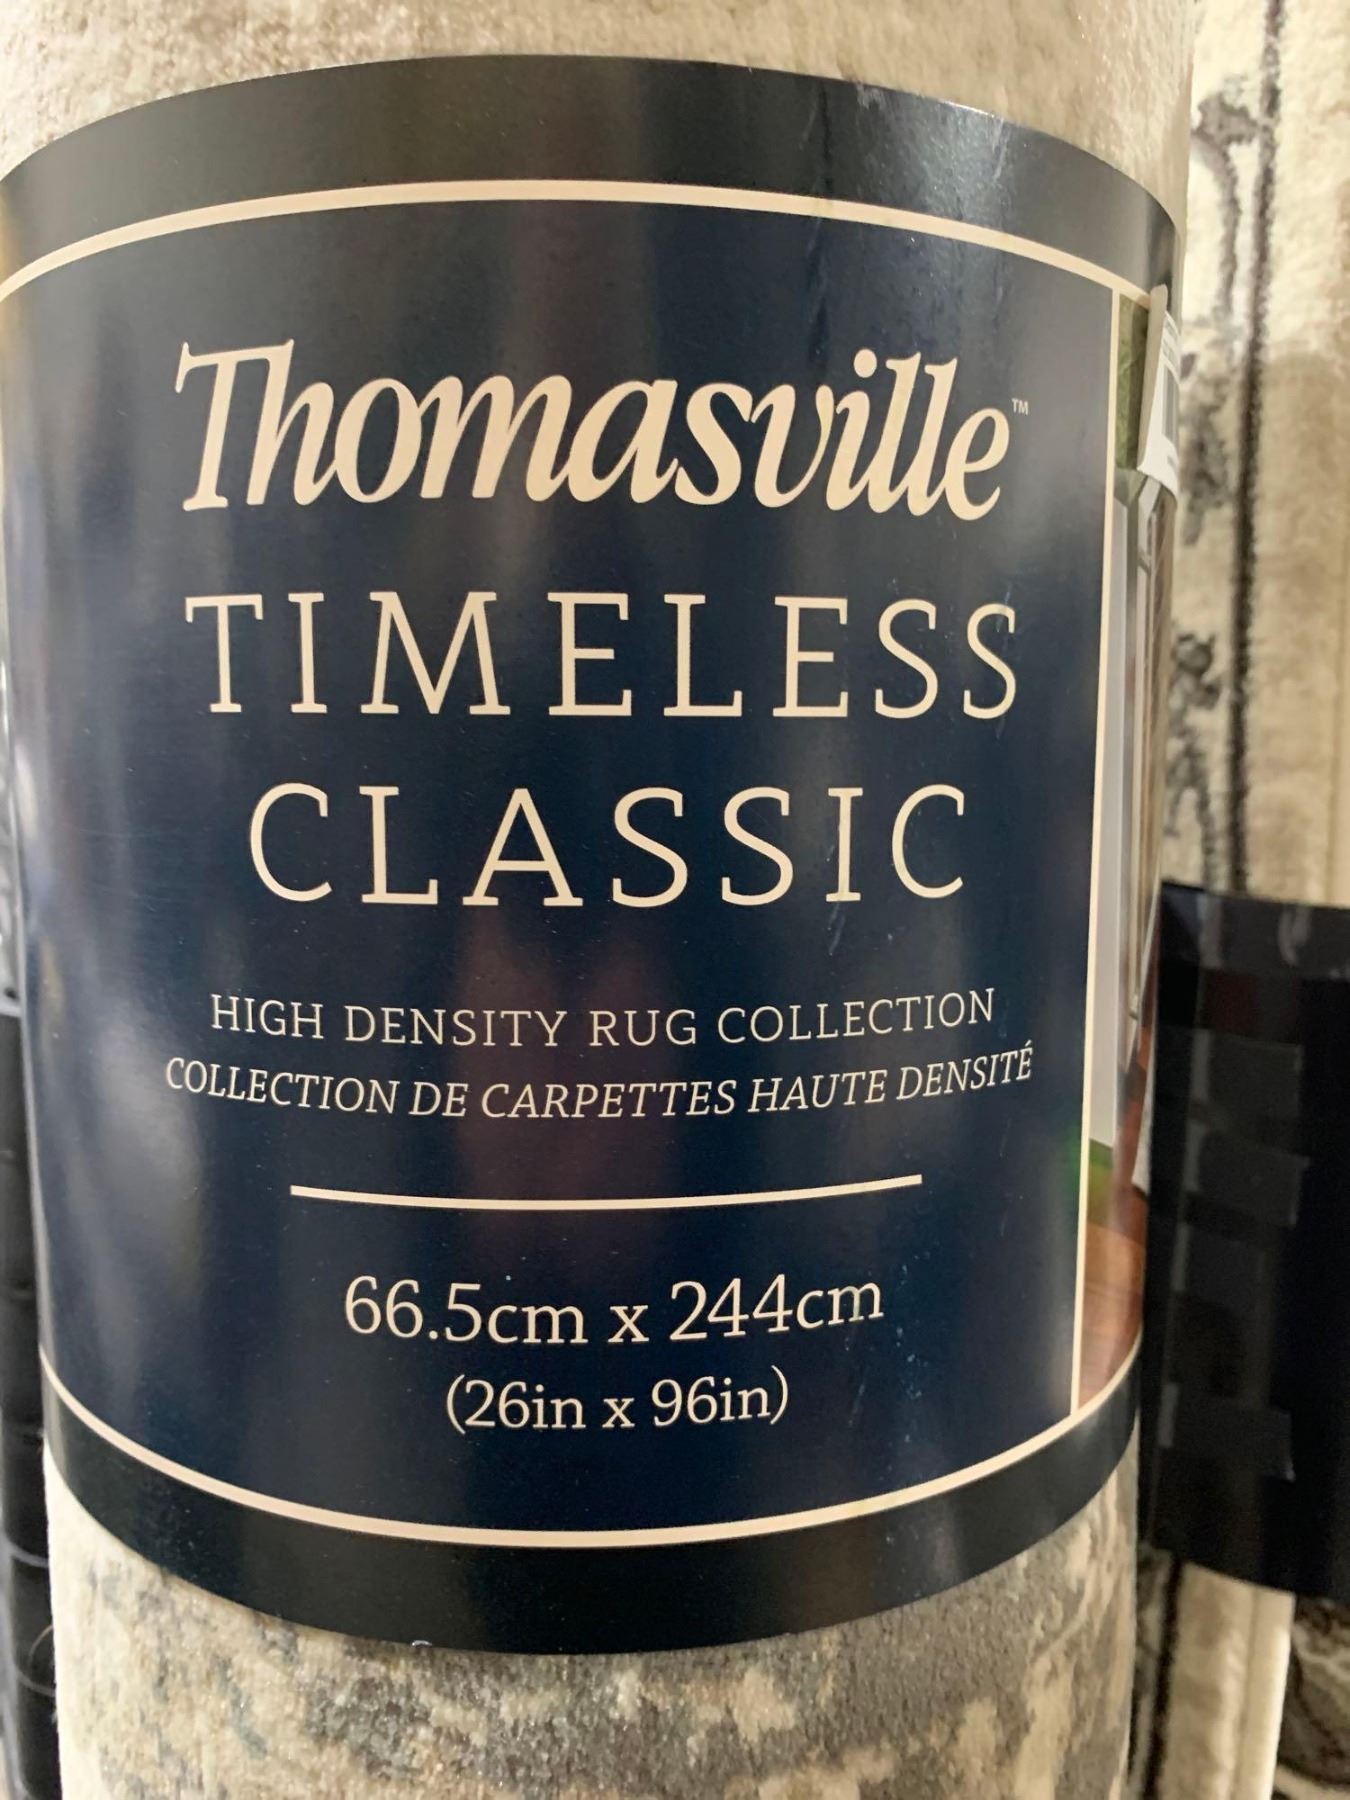 Thomasville™
TIMELESS
CLASSIC
HIGH DENSITY RUG COLLECTION
COLLECTION DE CARPETTES HAUTE DENSITÉ
66.5cm x 244cm
(26in x 96in)